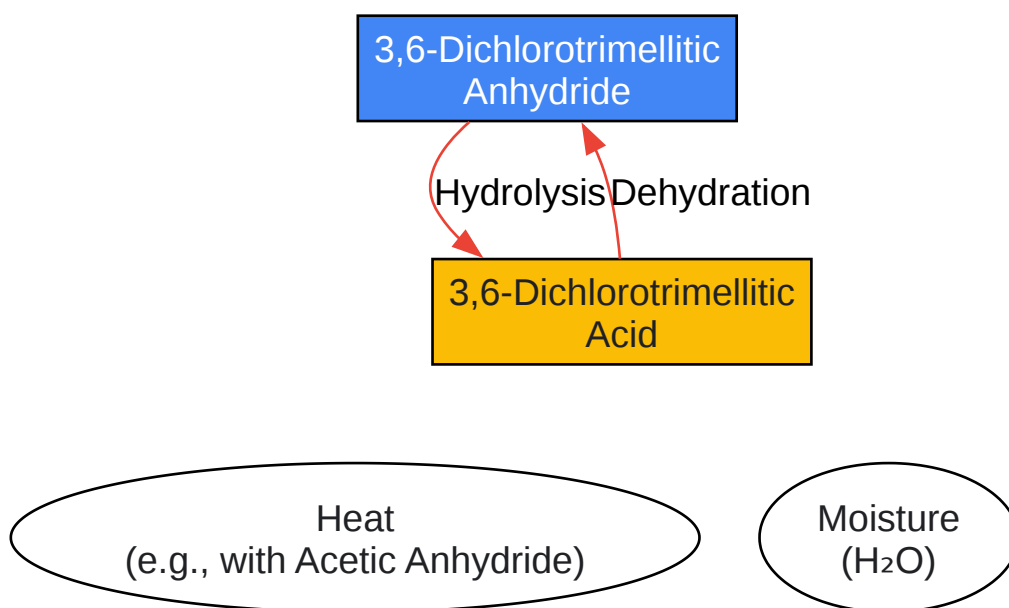 3,6-Dichlorotrimellitic
Anhydride
Hydrolysis
Dehydration
3,6-Dichlorotrimellitic
Acid
Heat
(e.g., with Acetic Anhydride)
Moisture
(H₂O)